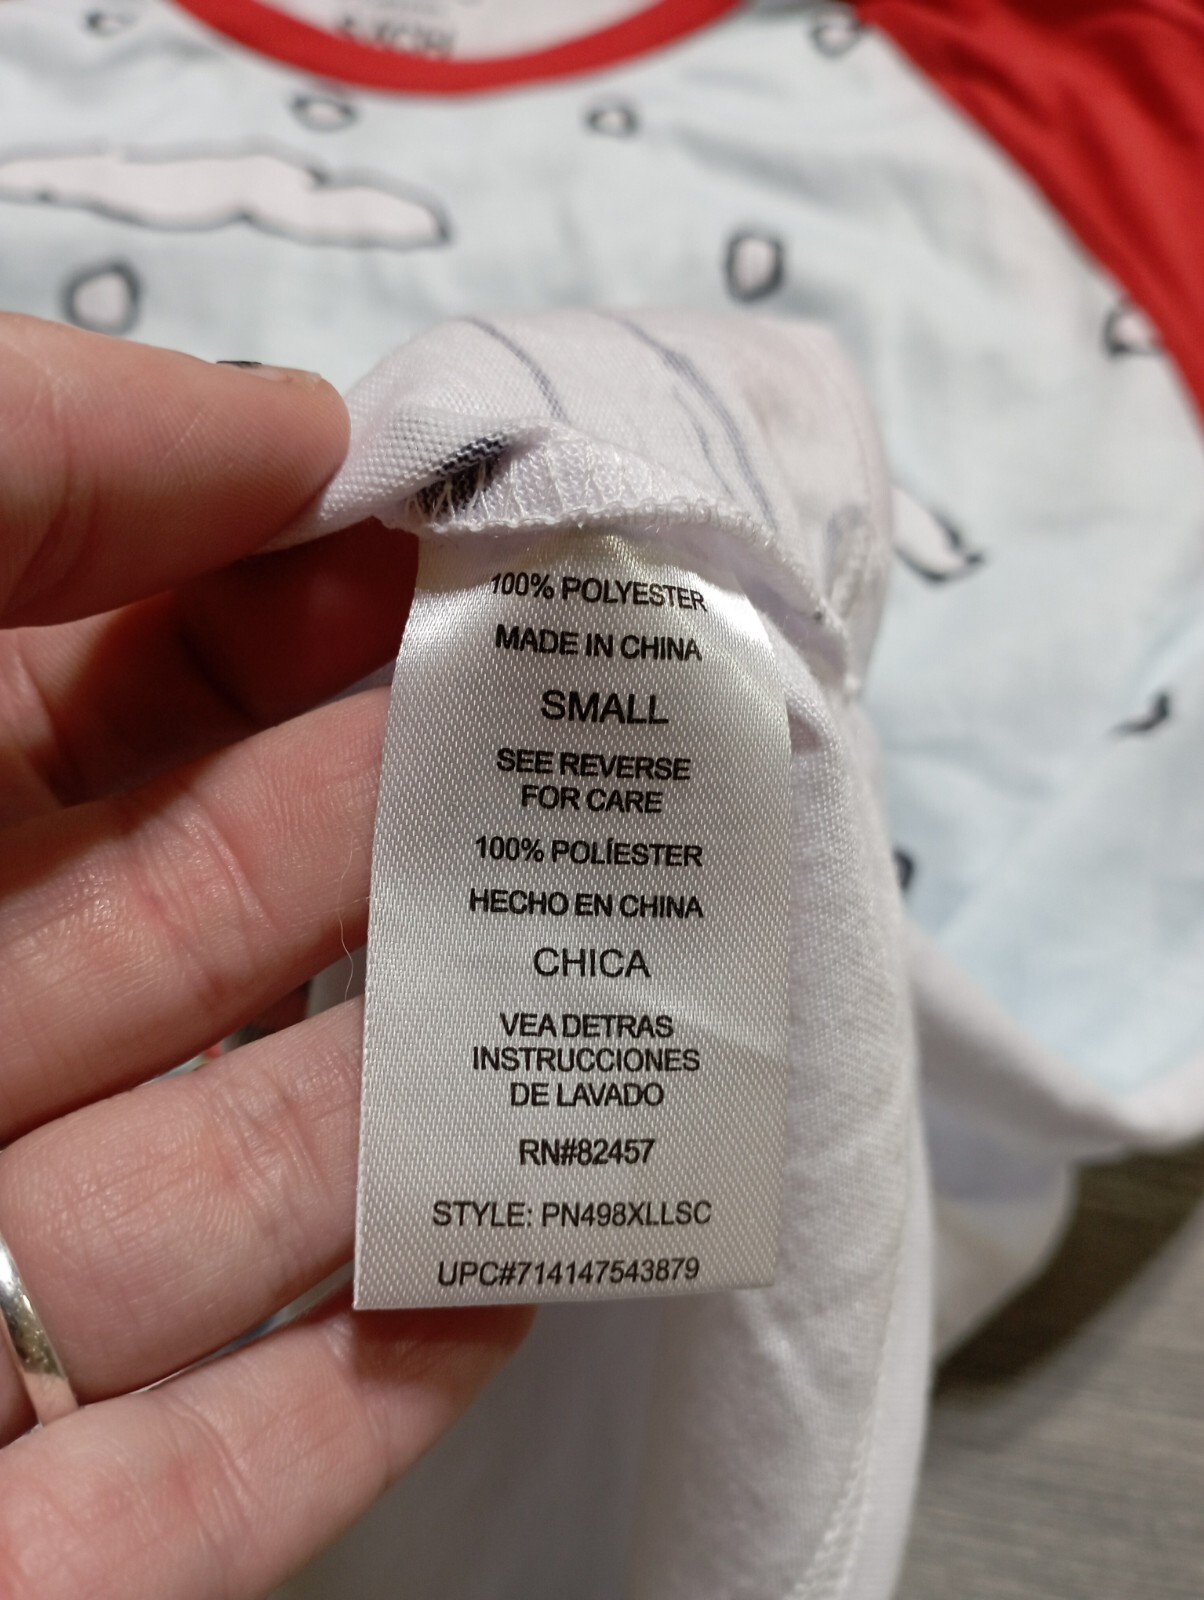 100% POLYESTER
MADE IN CHINA
SMALL
SEE REVERSE
FOR CARE
100% POLÍESTER
HECHO EN CHINA
CHICA
VEA DETRAS
INSTRUCCIONES
DE LAVADO
RN#82457
STYLE: PN498XLLSC
UPC#714147543879